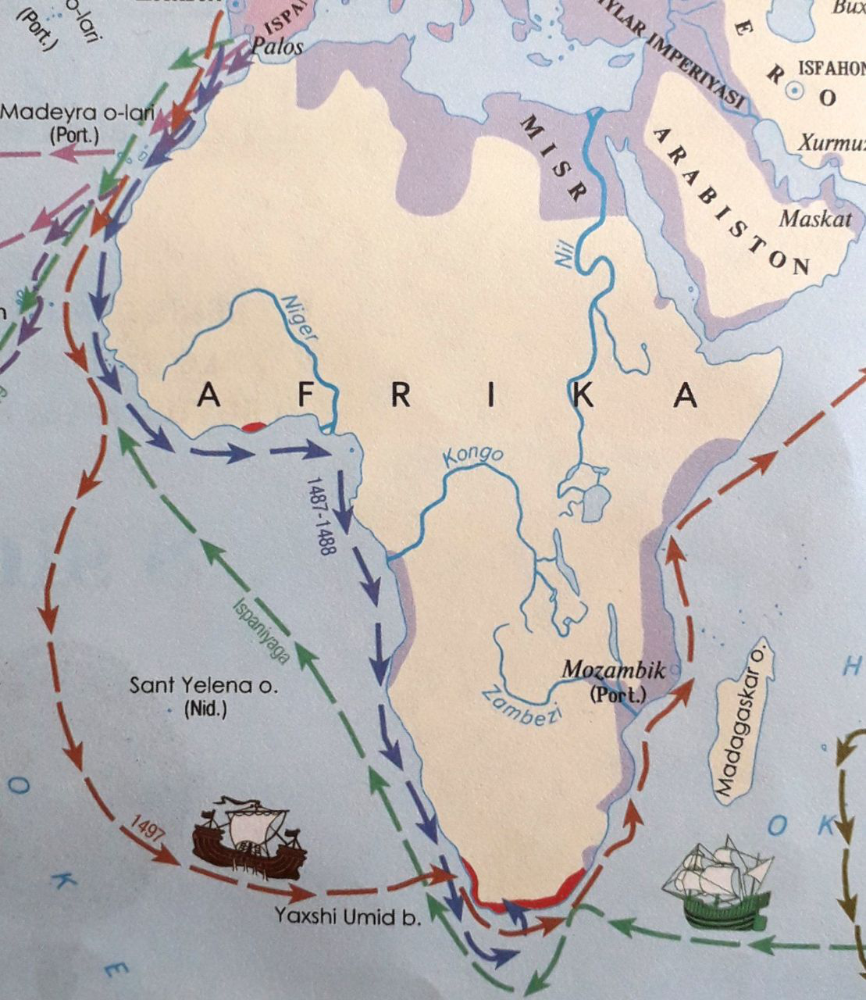 o-lari
(Port.)
ISPA
Palos
Madeyra o-lari
(Port.)
YLAR IMPERIYASI
E
R
O
Bux
ISFAHON
Xurmuz
MISR
ARABISTON
Maskat
Nil
Niger
AFRIKA
Kongo
1487-1488
Ispaniyaga
Sant Yelena o.
(Nid.)
Mozambik
(Port.)
Zambezi
Madagaskar o.
H
O
K
E
O K
1497
Yaxshi Umid b.